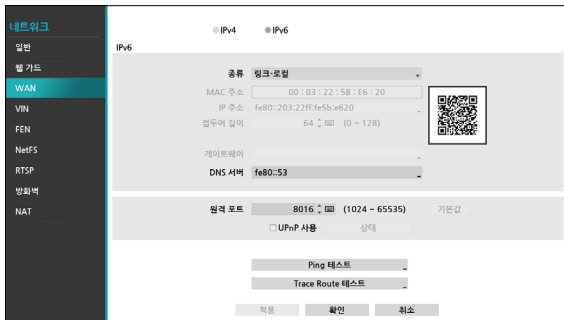 네트워크
일반
웹 가드
WAN
VIN
FEN
NetFS
RTSP
방화벽
NAT
IPv4 IPv6
IPv6
종류 링크-로컬
MAC 주소 00 : 03 : 22 : 58 : E6 : 20
IP 주소 fe80::203:22ff:fe5b:e620
접두어 길이 64 (0 ~ 128)
게이트웨이
DNS 서버 fe80::53
원격 포트 8016 (1024 ~ 65535) 기본값
UPnP 사용 상태
Ping 테스트
Trace Route 테스트
적용 확인 취소